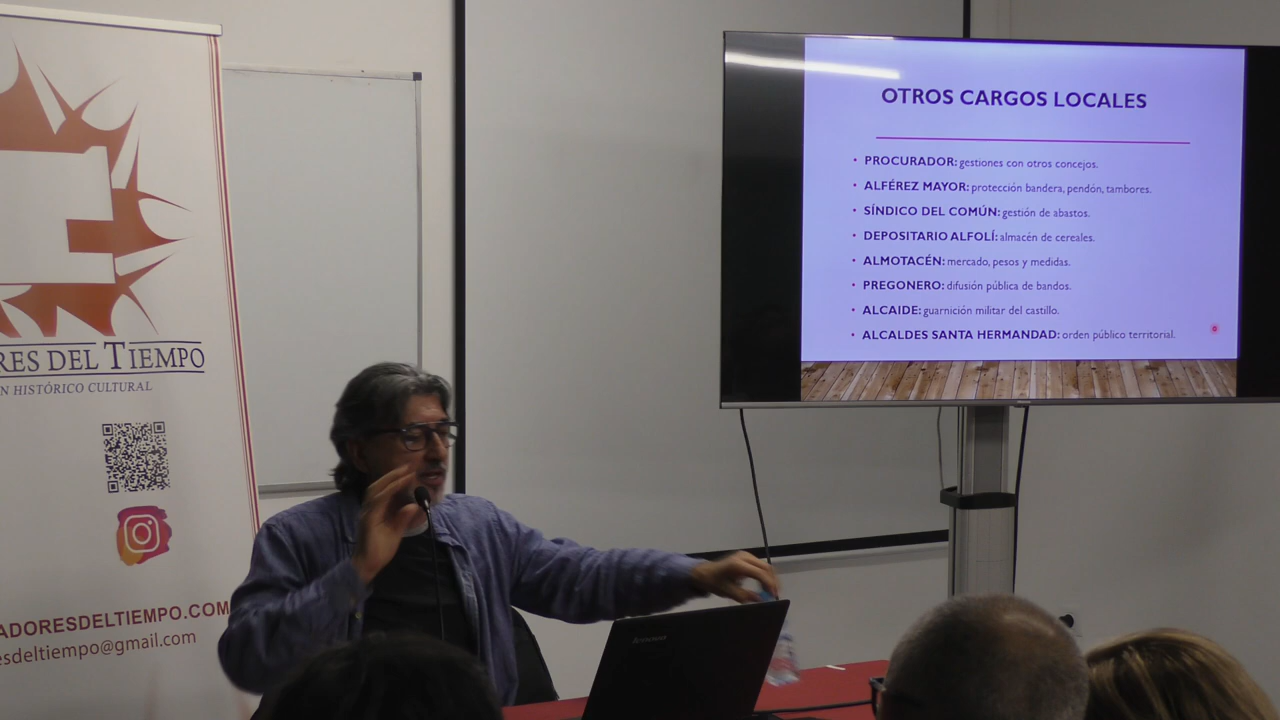 OTROS CARGOS LOCALES
• PROCURADOR: gestiones con otros concejos.
• ALFÉREZ MAYOR: protección bandera, pendón, tambores.
• SÍNDICO DEL COMÚN: gestión de abastos.
• DEPOSITARIO ALFOLÍ: almacén de cereales.
• ALMOTACÉN: mercado, pesos y medidas.
• PREGONERO: difusión pública de bandos.
• ALCAIDE: guarnición militar del castillo.
• ALCALDES SANTA HERMANDAD: orden público territorial.
RES DEL TIEMPO
N HISTÓRICO CULTURAL
ADORESDELTIEMPO.COM
esdeltiempo@gmail.com
lenovo